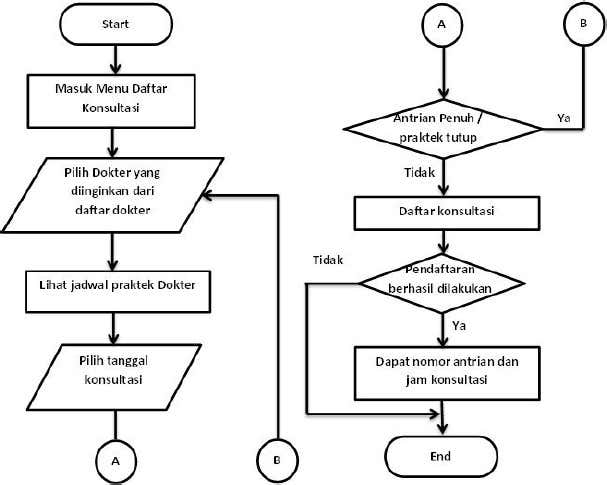 Start
Masuk Menu Daftar
Konsultasi
Pilih Dokter yang
diinginkan dari
daftar dokter
Lihat jadwal praktek Dokter
Pilih tanggal
konsultasi
A
B
A
B
Antrian Penuh /
praktek tutup
Ya
Tidak
Daftar konsultasi
Tidak
Pendaftaran
berhasil dilakukan
Ya
Dapat nomor antrian dan
jam konsultasi
End